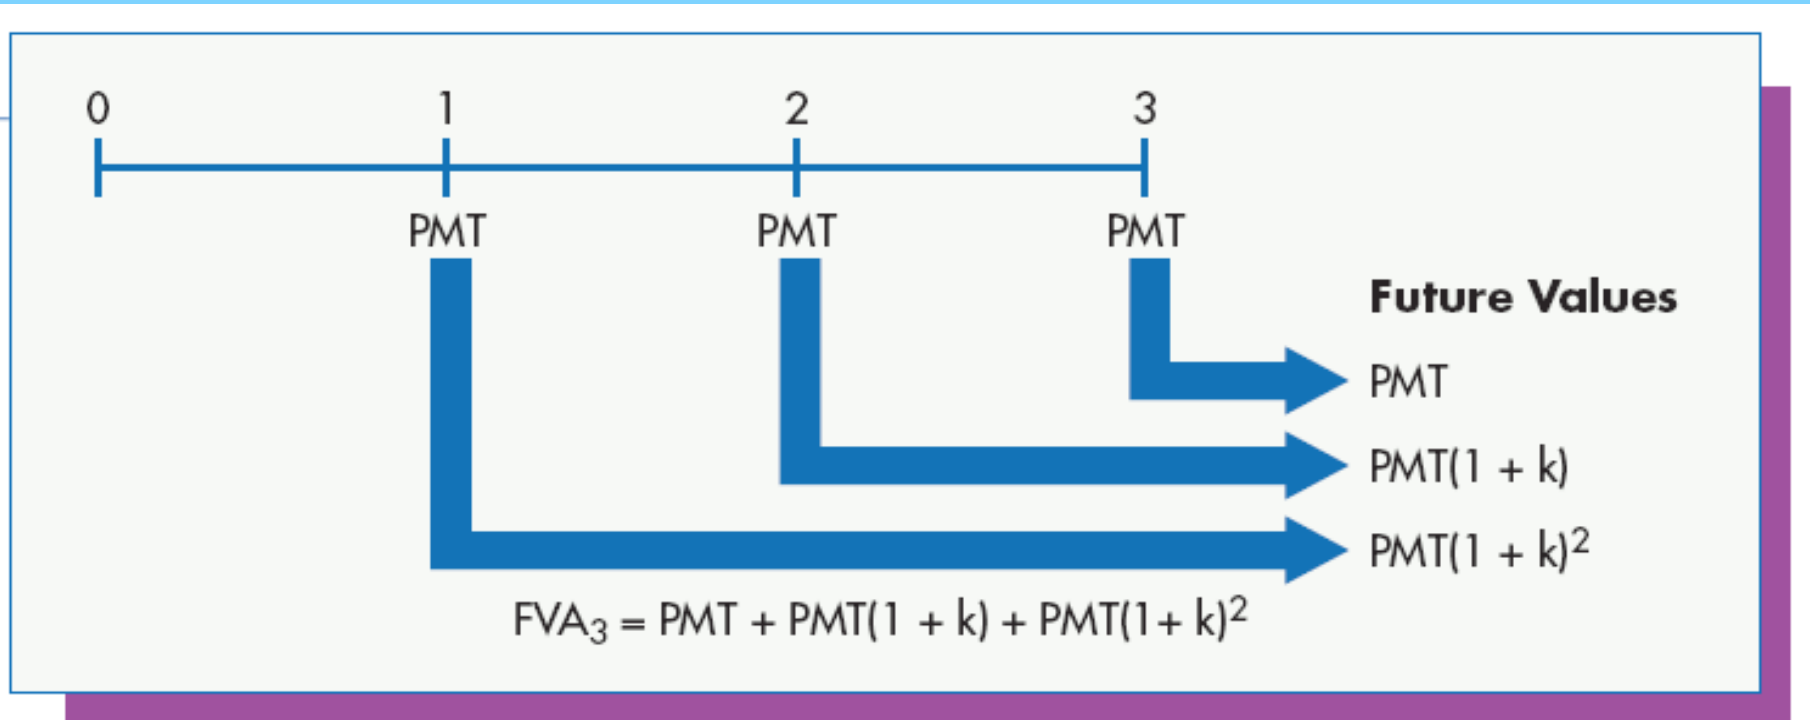 0 1 2 3
PMT PMT PMT
Future Values
PMT
PMT(1 + k)
PMT(1 + k)²
FVA₃ = PMT + PMT(1 + k) + PMT(1+ k)²